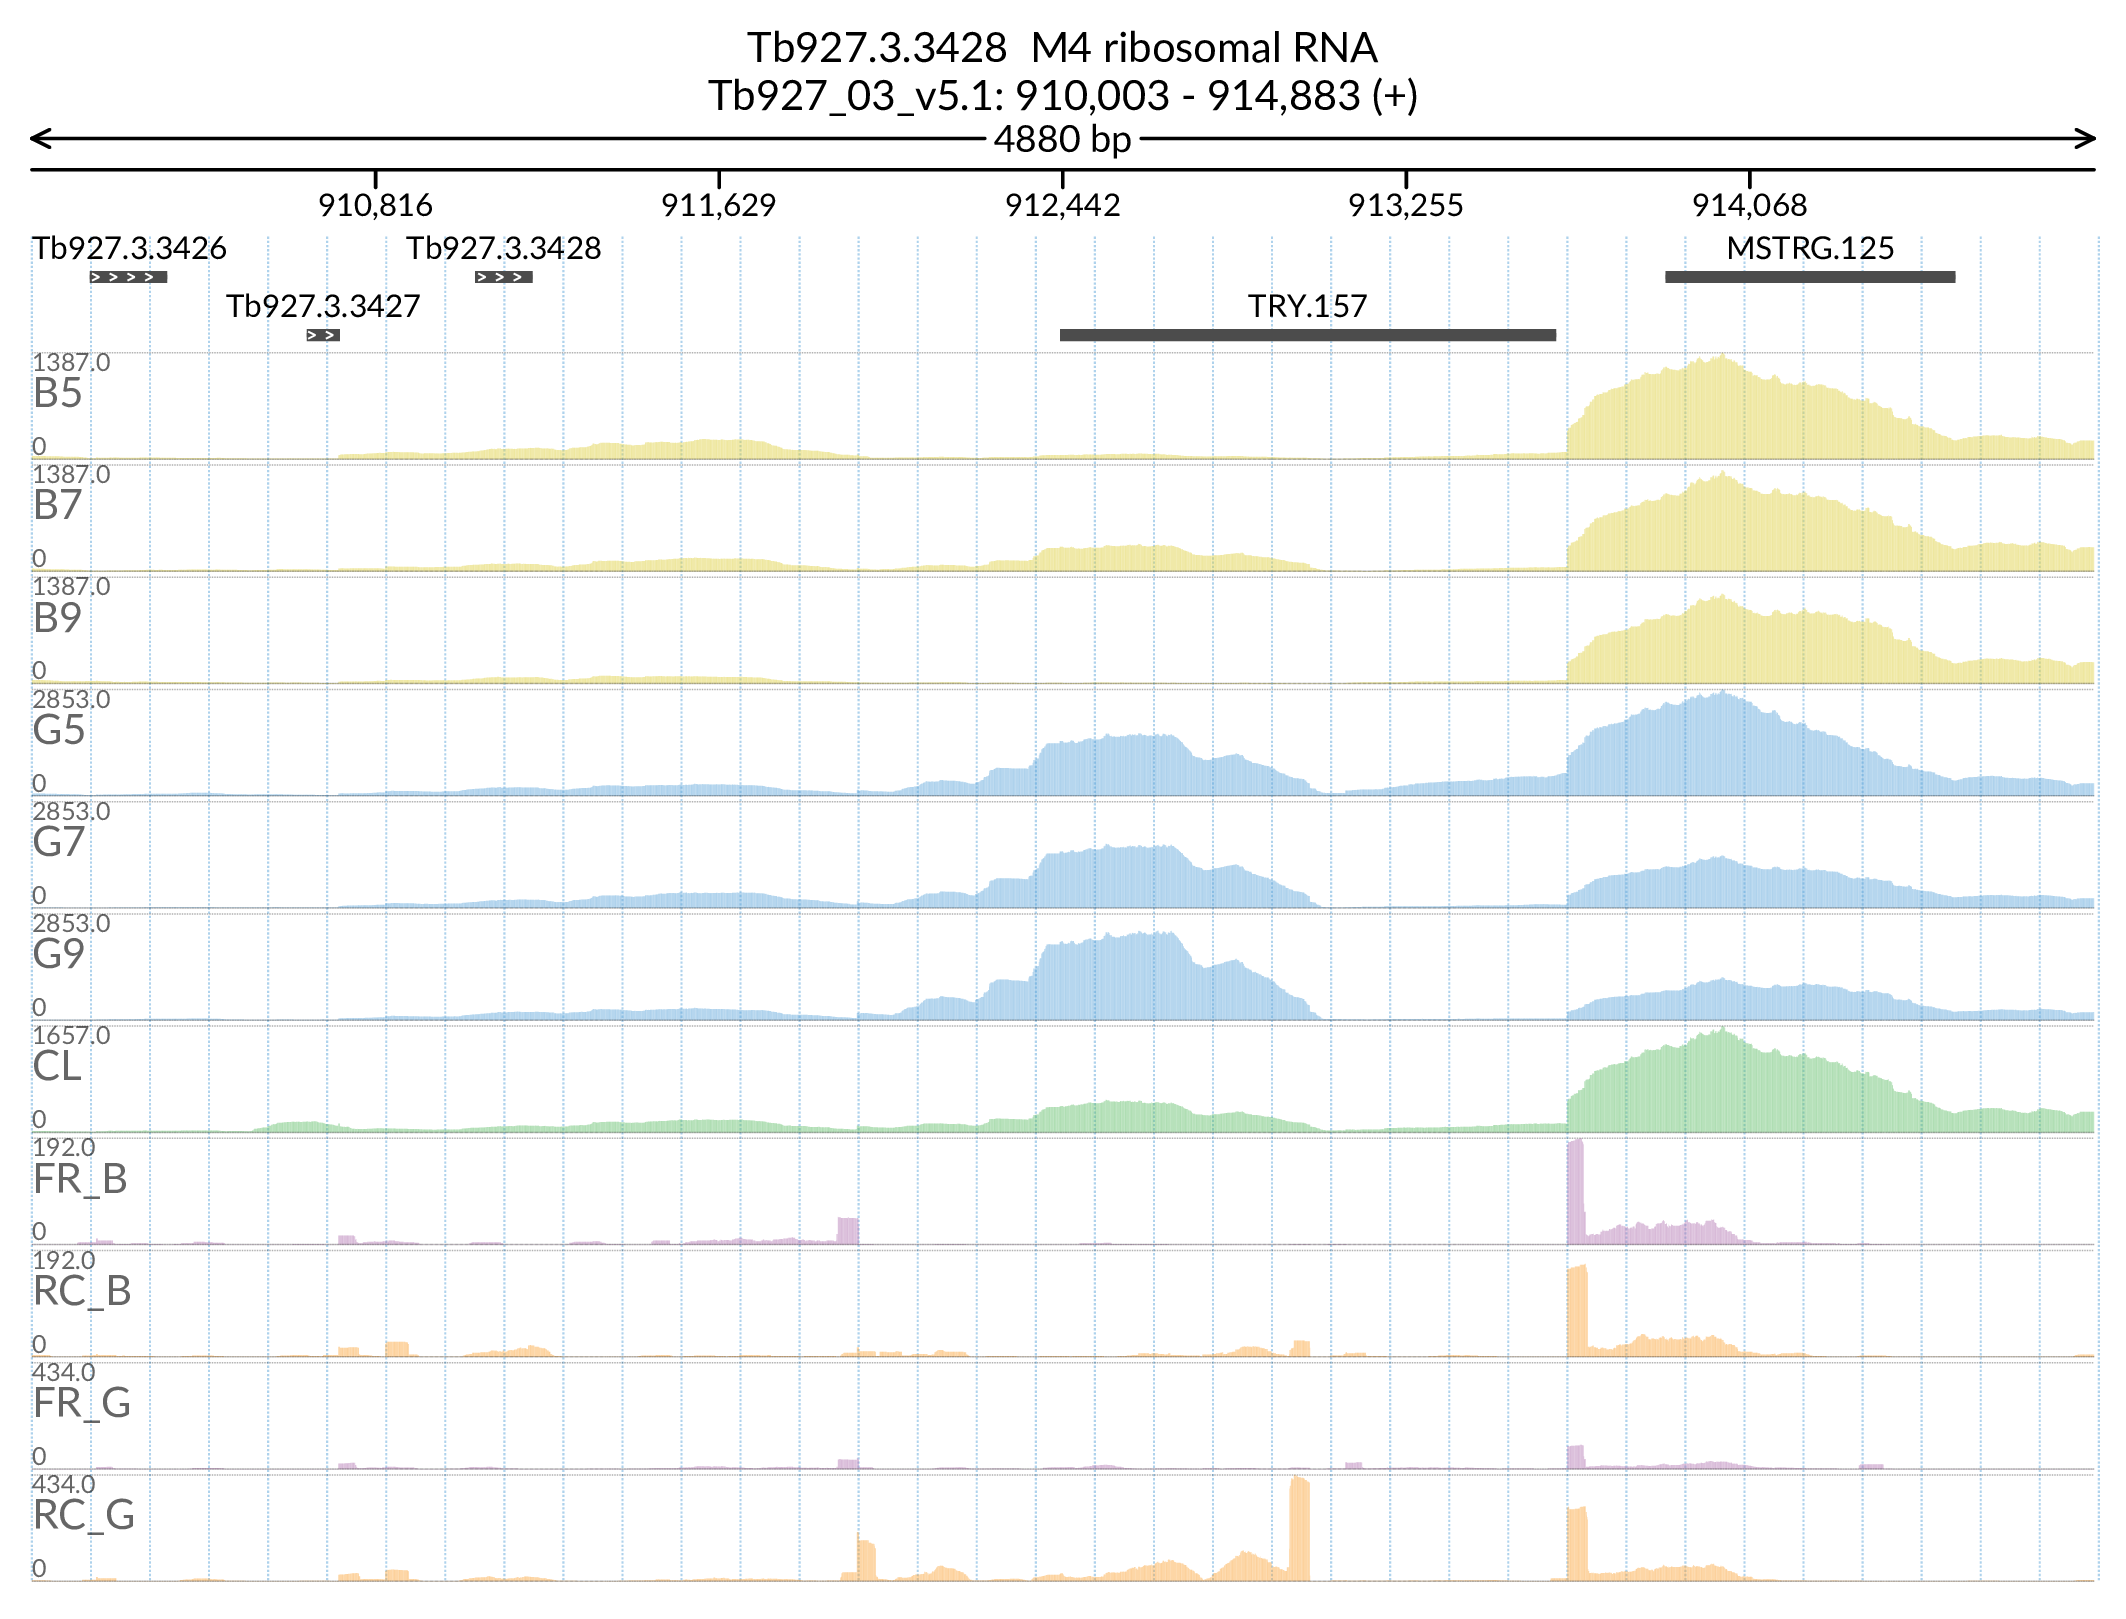 Tb927.3.3428  M4 ribosomal RNA
Tb927_03_v5.1: 910,003 - 914,883 (+)
4880 bp
910,816 911,629 912,442 913,255 914,068
Tb927.3.3426 Tb927.3.3428 MSTRG.125
Tb927.3.3427 TRY.157
1387.0
B5
0
1387.0
B7
0
1387.0
B9
0
2853.0
G5
0
2853.0
G7
0
2853.0
G9
0
1657.0
CL
0
192.0
FR_B
0
192.0
RC_B
0
434.0
FR_G
0
434.0
RC_G
0